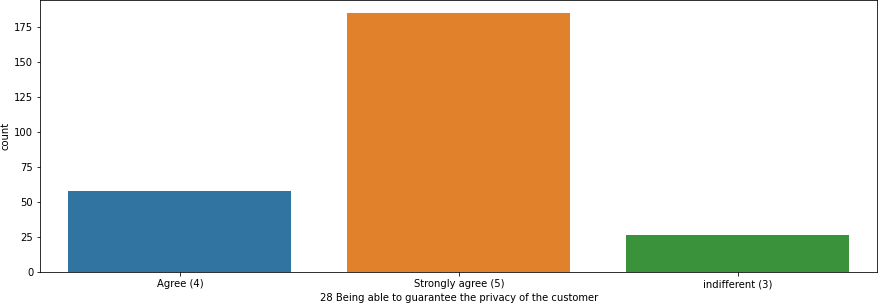 175
150
125
100
75
50
25
0
count
Agree (4)
Strongly agree (5)
indifferent (3)
28 Being able to guarantee the privacy of the customer